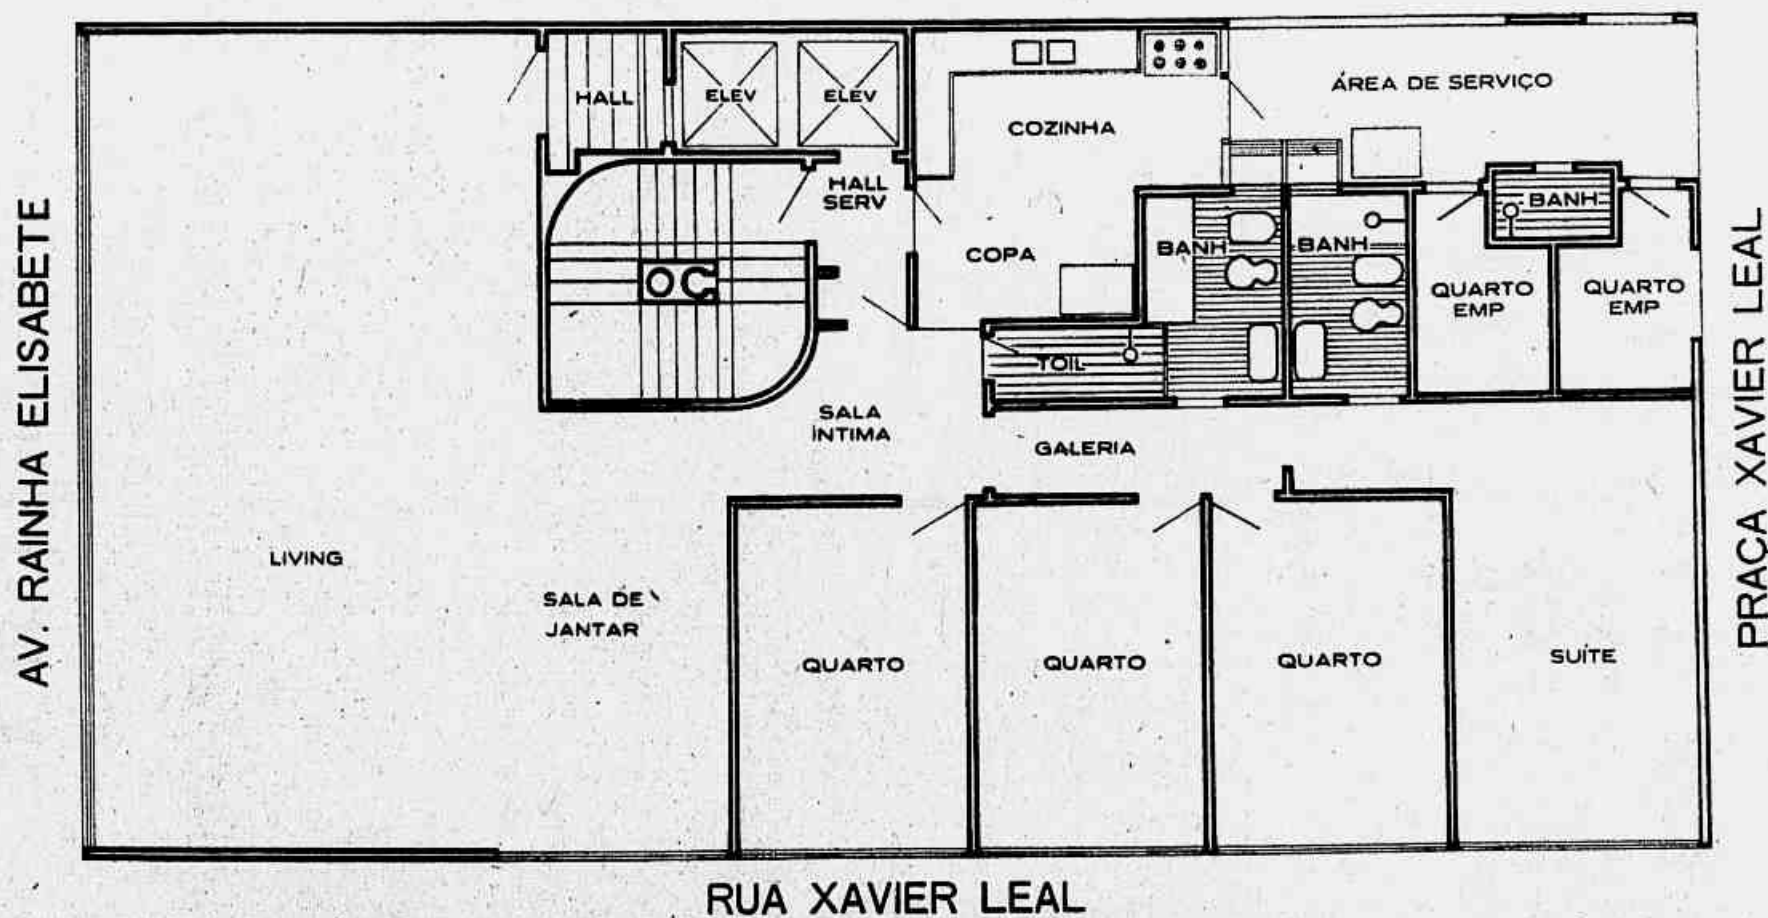 AV. RAINHA ELISABETE
HALL
ELEV
ELEV
HALL
SERV
COZINHA
ÁREA DE SERVIÇO
COPA
BANH
BANH
BANH
QUARTO
EMP
QUARTO
EMP
TOIL
SALA
ÍNTIMA
GALERIA
LIVING
SALA DE
JANTAR
QUARTO
QUARTO
QUARTO
SUÍTE
PRAÇA XAVIER LEAL
RUA XAVIER LEAL